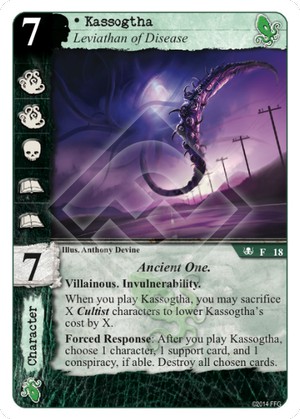 7
• Kassogtha
Leviathan of Disease
Illus. Anthony Devine
F 18
7
Character
Ancient One.
Villainous. Invulnerability.
When you play Kassogtha, you may sacrifice
X Cultist characters to lower Kassogtha's
cost by X.
Forced Response: After you play Kassogtha,
choose 1 character, 1 support card, and 1
conspiracy, if able. Destroy all chosen cards.
©2014 FFG